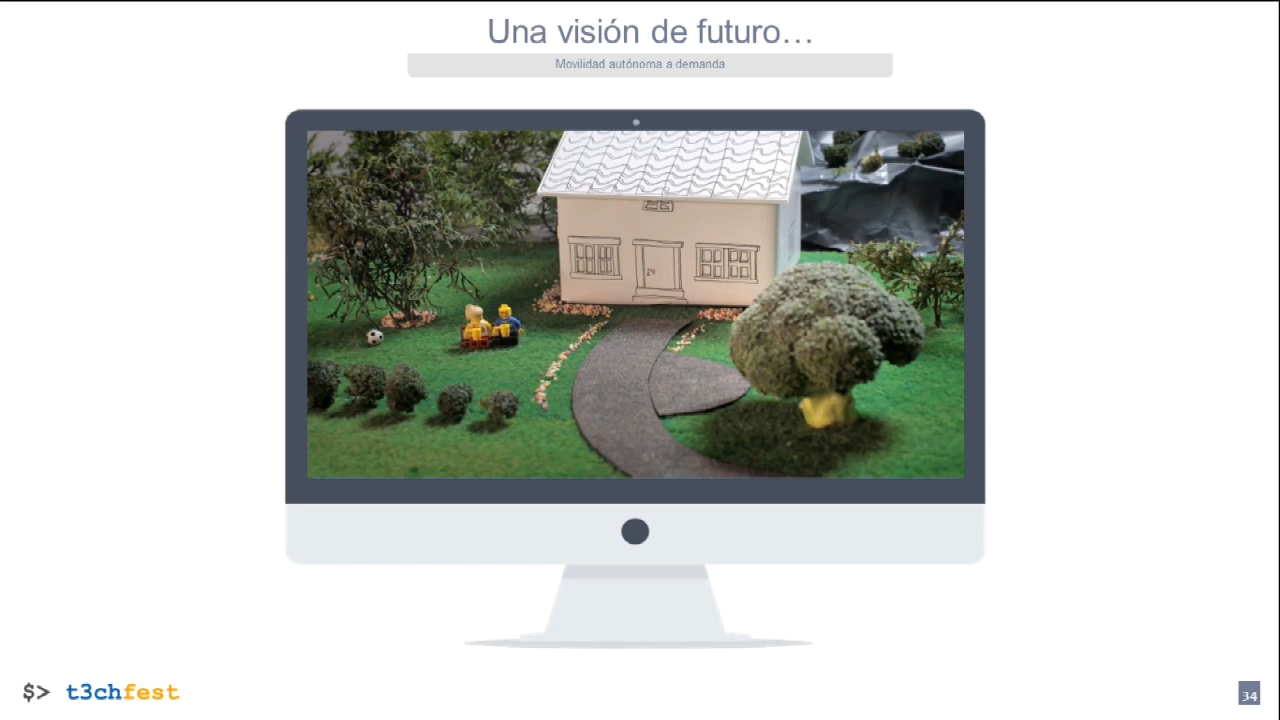 Una visión de futuro…
Movilidad autónoma a demanda
$> t3chfest
34